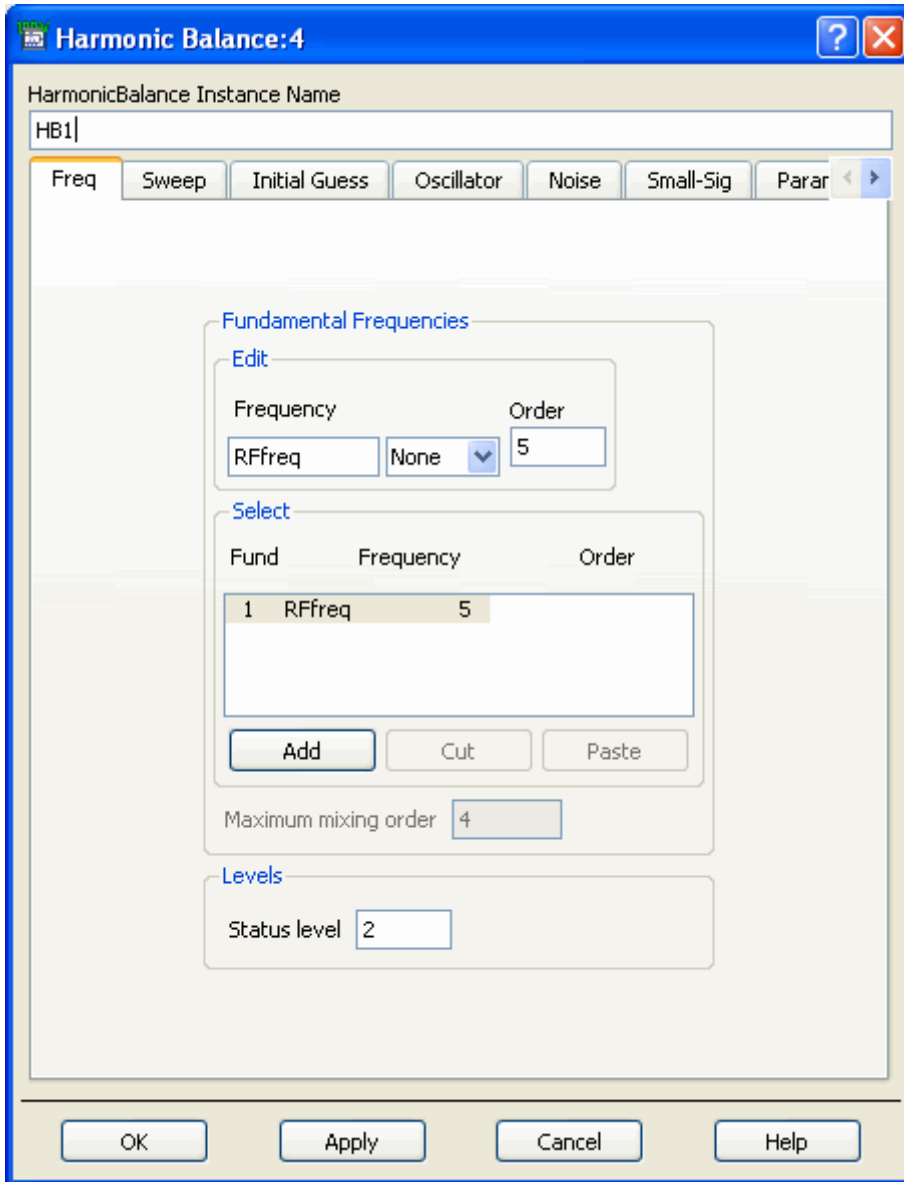 Harmonic Balance:4
HarmonicBalance Instance Name
HB1
Freq Sweep Initial Guess Oscillator Noise Small-Sig Parar
Fundamental Frequencies
Edit
Frequency Order
RFfreq None 5
Select
Fund Frequency Order
1 RFfreq 5
Add Cut Paste
Maximum mixing order 4
Levels
Status level 2
OK Apply Cancel Help